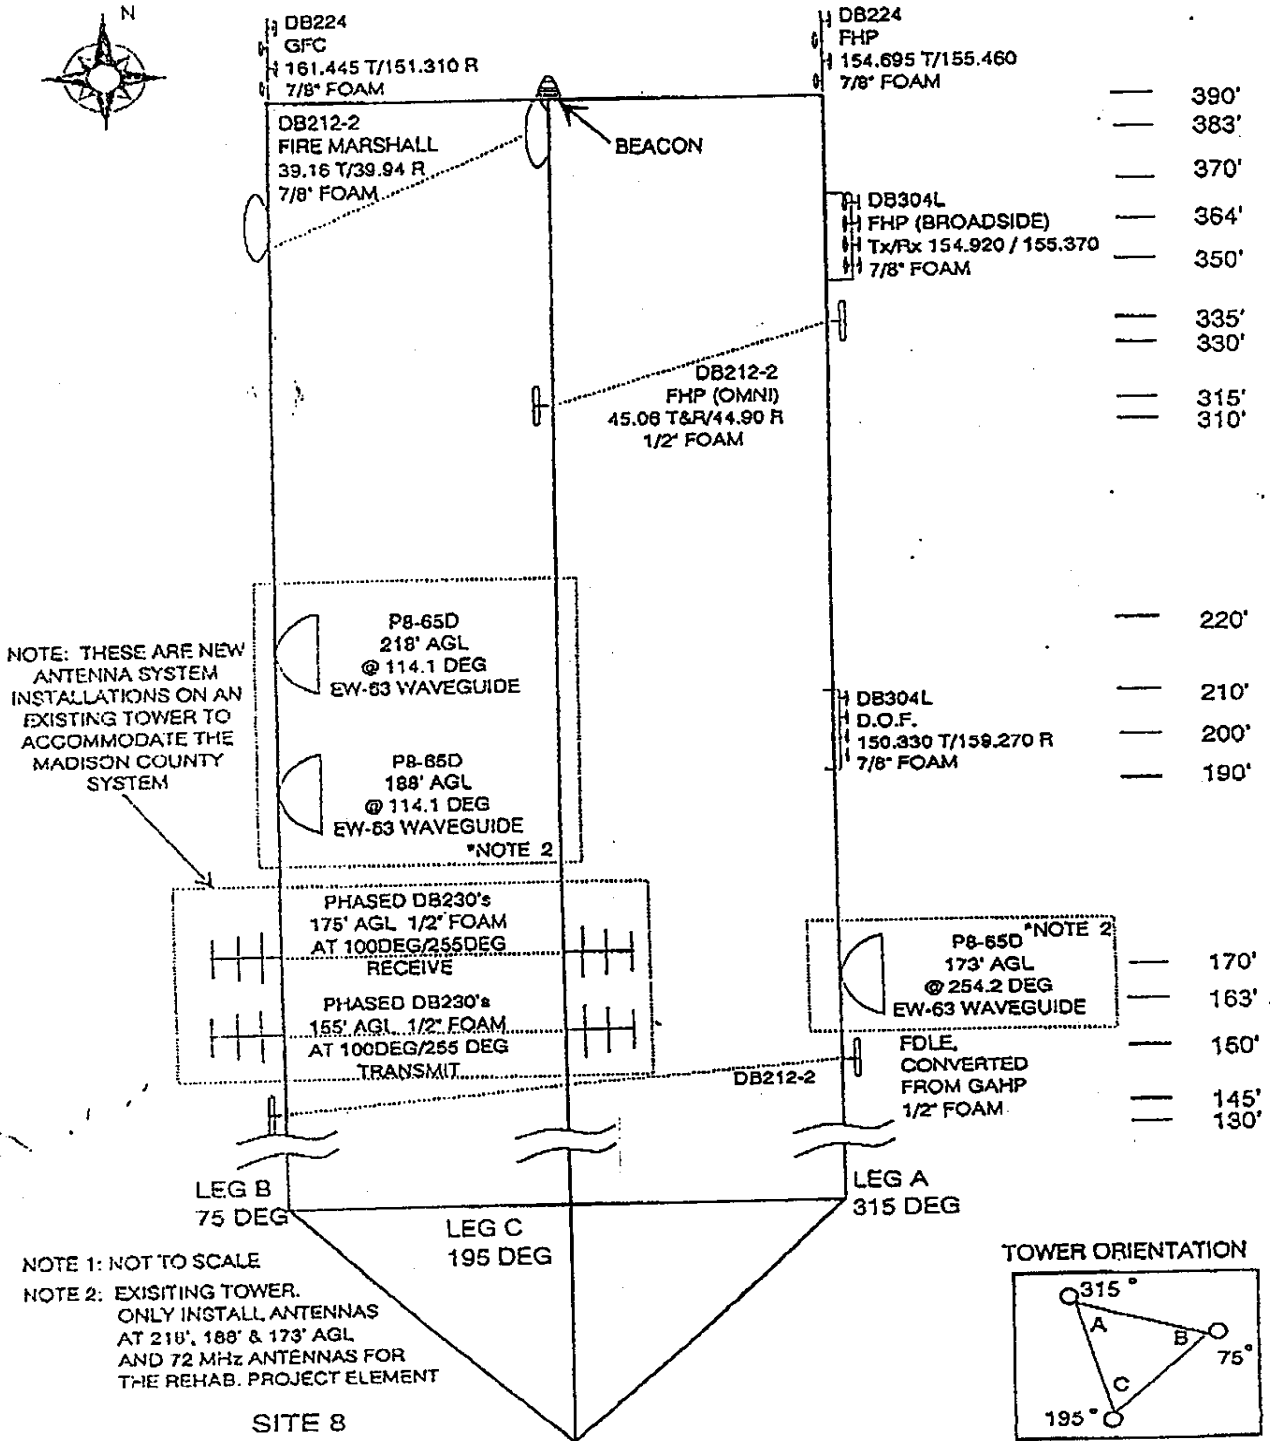 N
DB224
GFC
161.445 T/151.310 R
7/8" FOAM
DB224
FHP
154.695 T/155.460
7/8" FOAM
DB212-2
FIRE MARSHALL
39.16 T/39.94 R
7/8" FOAM
BEACON
DB304L
FHP (BROADSIDE)
Tx/Rx 154.920 / 155.370
7/8" FOAM
390'
383'
370'
364'
350'
335'
330'
315'
310'
DB212-2
FHP (OMNI)
45.06 T&R/44.90 R
1/2" FOAM
NOTE: THESE ARE NEW
ANTENNA SYSTEM
INSTALLATIONS ON AN
EXISTING TOWER TO
ACCOMMODATE THE
MADISON COUNTY
SYSTEM
P8-65D
218' AGL
@ 114.1 DEG
EW-63 WAVEGUIDE
P8-65D
188' AGL
@ 114.1 DEG
EW-63 WAVEGUIDE
*NOTE 2
DB304L
D.O.F.
150.330 T/159.270 R
7/8" FOAM
220'
210'
200'
190'
PHASED DB230's
175' AGL 1/2" FOAM
AT 100DEG/255DEG
RECEIVE
PHASED DB230's
155' AGL 1/2" FOAM
AT 100DEG/255 DEG
TRANSMIT
*NOTE 2
P8-65D
173' AGL
@ 254.2 DEG
EW-63 WAVEGUIDE
170'
163'
150'
145'
130'
DB212-2
FDLE,
CONVERTED
FROM GAHP
1/2" FOAM
LEG B
75 DEG
LEG C
195 DEG
LEG A
315 DEG
NOTE 1: NOT TO SCALE
NOTE 2: EXISITING TOWER.
ONLY INSTALL ANTENNAS
AT 218', 188' & 173' AGL
AND 72 MHz ANTENNAS FOR
THE REHAB. PROJECT ELEMENT
SITE 8
TOWER ORIENTATION
315°
A
B
75°
C
195°